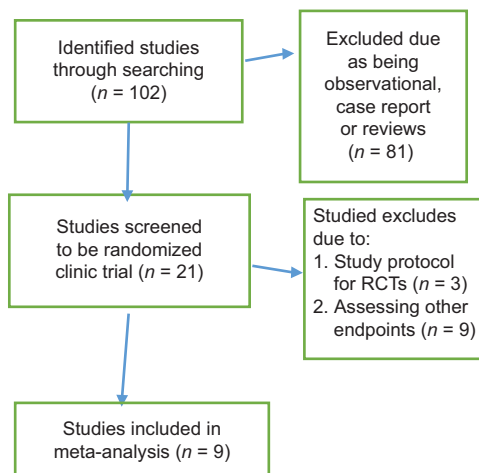 Identified studies
through searching
(n = 102)
Excluded due
as being
observational,
case report
or reviews
(n = 81)
Studies screened
to be randomized
clinic trial (n = 21)
Studied excludes
due to:
1. Study protocol
for RCTs (n = 3)
2. Assessing other
endpoints (n = 9)
Studies included in
meta-analysis (n = 9)